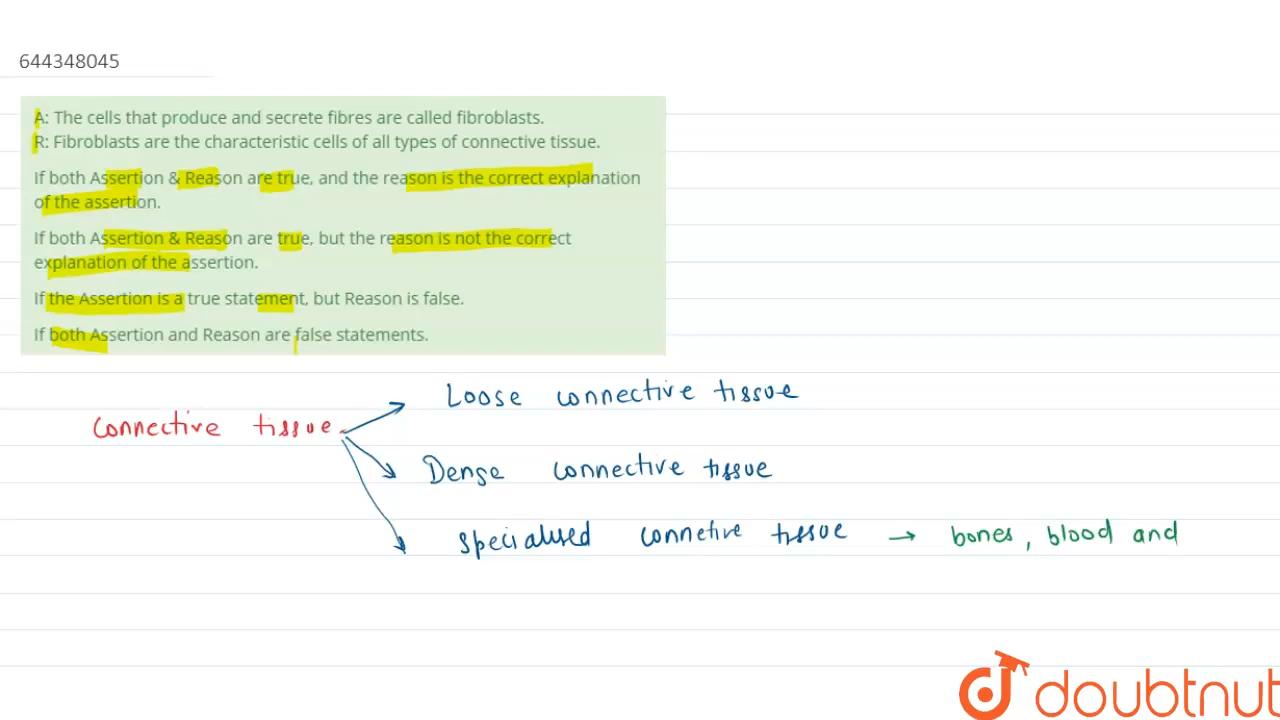 644348045
A: The cells that produce and secrete fibres are called fibroblasts.
R: Fibroblasts are the characteristic cells of all types of connective tissue.
If both Assertion & Reason are true, and the reason is the correct explanation
of the assertion.
If both Assertion & Reason are true, but the reason is not the correct
explanation of the assertion.
If the Assertion is a true statement, but Reason is false.
If both Assertion and Reason are false statements.
Loose connective tissue
Connective tissue
Dense connective tissue
Specialised connetive tissue → bones, blood and
doubtnut